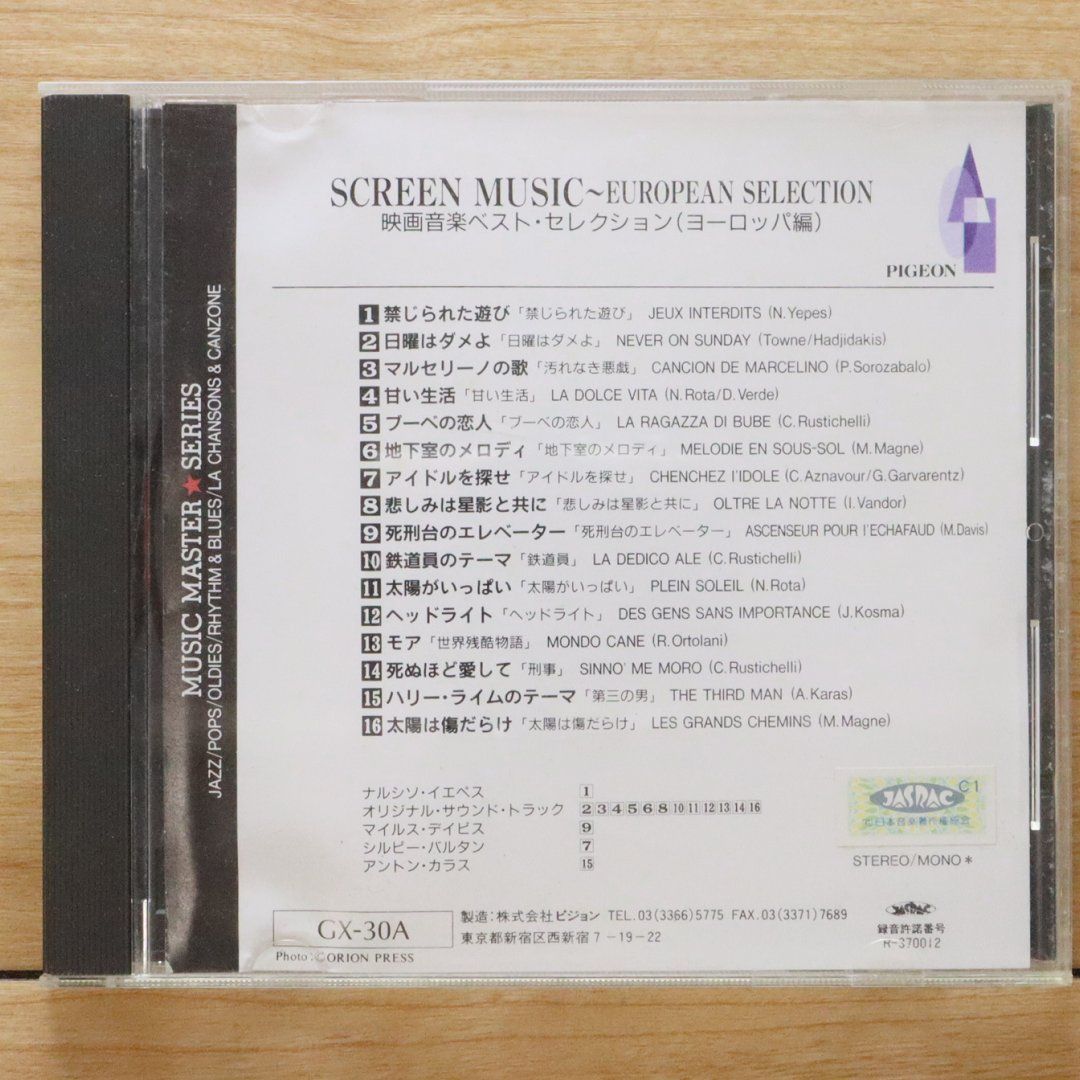 SCREEN MUSIC~EUROPEAN SELECTION
映画音楽ベスト・セレクション(ヨーロッパ編)
PIGEON
1 禁じられた遊び「禁じられた遊び」 JEUX INTERDITS (N.Yepes)
2 日曜はダメよ「日曜はダメよ」 NEVER ON SUNDAY (Towne/Hadjidakis)
3 マルセリーノの歌「汚れなき悪戯」 CANCION DE MARCELINO (P.Sorozabalo)
4 甘い生活「甘い生活」 LA DOLCE VITA (N.Rota/D.Verde)
5 ブーベの恋人「ブーベの恋人」 LA RAGAZZA DI BUBE (C.Rustichelli)
6 地下室のメロディ「地下室のメロディ」 MELODIE EN SOUS-SOL (M.Magne)
7 アイドルを探せ「アイドルを探せ」 CHENCHEZ I'IDOLE (C.Aznavour/G.Garvarentz)
8 悲しみは星影と共に「悲しみは星影と共に」 OLTRE LA NOTTE (I.Vandor)
9 死刑台のエレベーター「死刑台のエレベーター」 ASCENSEUR POUR I'ECHAFAUD (M.Davis)
10 鉄道員のテーマ「鉄道員」 LA DEDICO ALE (C.Rustichelli)
11 太陽がいっぱい「太陽がいっぱい」 PLEIN SOLEIL (N.Rota)
12 ヘッドライト「ヘッドライト」 DES GENS SANS IMPORTANCE (J.Kosma)
13 モア「世界残酷物語」 MONDO CANE (R.Ortolani)
14 死ぬほど愛して「刑事」 SINNO' ME MORO (C.Rustichelli)
15 ハリー・ライムのテーマ「第三の男」 THE THIRD MAN (A.Karas)
16 太陽は傷だらけ「太陽は傷だらけ」 LES GRANDS CHEMINS (M.Magne)
ナルシソ・イエペス 1
オリジナル・サウンド・トラック 2 3 4 5 6 8 10 11 12 13 14 16
マイルス・デイビス 9
シルビー・バルタン 7
アントン・カラス 15
C1
JASRAC
日本音楽著作権協会
STEREO/MONO*
GX-30A
製造:株式会社ピジョン TEL.03(3366)5775 FAX.03(3371)7689
東京都新宿区西新宿7-19-22
Photo:©ORION PRESS
JASRAC
録音許諾番号
R-370012
MUSIC MASTER★SERIES
JAZZ/POPS/OLDIES/RHYTHM & BLUES/LA CHANSONS & CANZONE